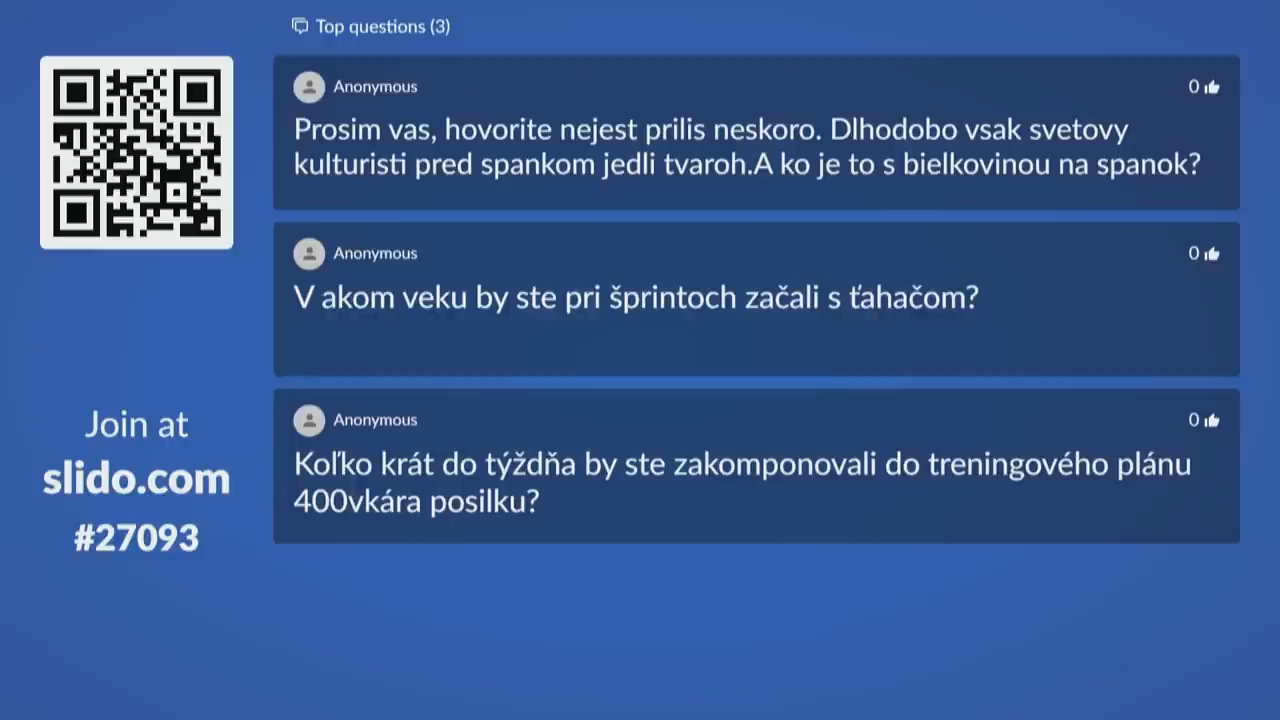 Top questions (3)
Anonymous
0
Prosim vas, hovorite nejest prilis neskoro. Dlhodobo vsak svetovy
kulturisti pred spankom jedli tvaroh.A ko je to s bielkovinou na spanok?
Anonymous
0
V akom veku by ste pri šprintoch začali s ťahačom?
Anonymous
0
Koľko krát do týždňa by ste zakomponovali do treningového plánu
400vkára posilku?
Join at
slido.com
#27093